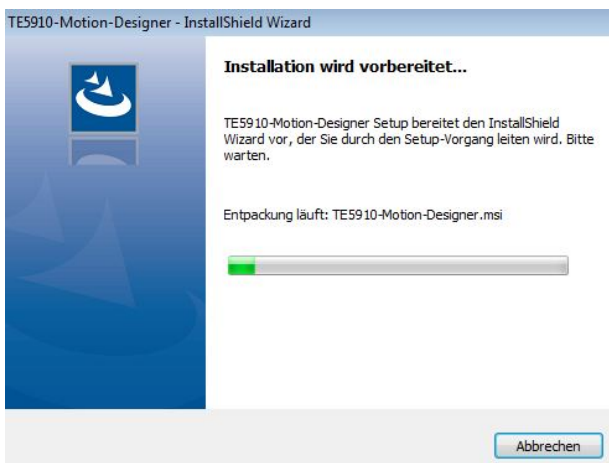 TE5910-Motion-Designer - InstallShield Wizard
Installation wird vorbereitet...
TE5910-Motion-Designer Setup bereitet den InstallShield
Wizard vor, der Sie durch den Setup-Vorgang leiten wird. Bitte
warten.
Entpackung läuft: TE5910-Motion-Designer.msi
Abbrechen